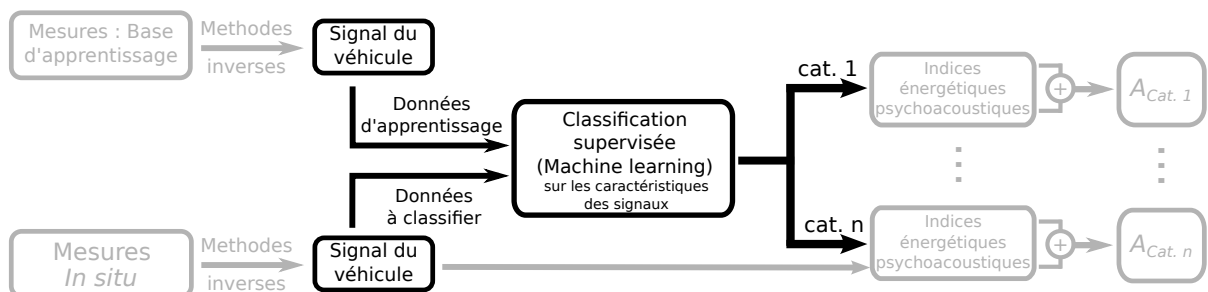 Mesures : Base
d'apprentissage
Methodes
inverses
Signal du
véhicule
Données
d'apprentissage
Classification
supervisée
(Machine learning)
sur les caractéristiques
des signaux
cat. 1
Indices
énergétiques
psychoacoustiques
+
A Cat. 1
Données
à classifier
Mesures
In situ
Methodes
inverses
Signal du
véhicule
cat. n
Indices
énergétiques
psychoacoustiques
+
A Cat. n